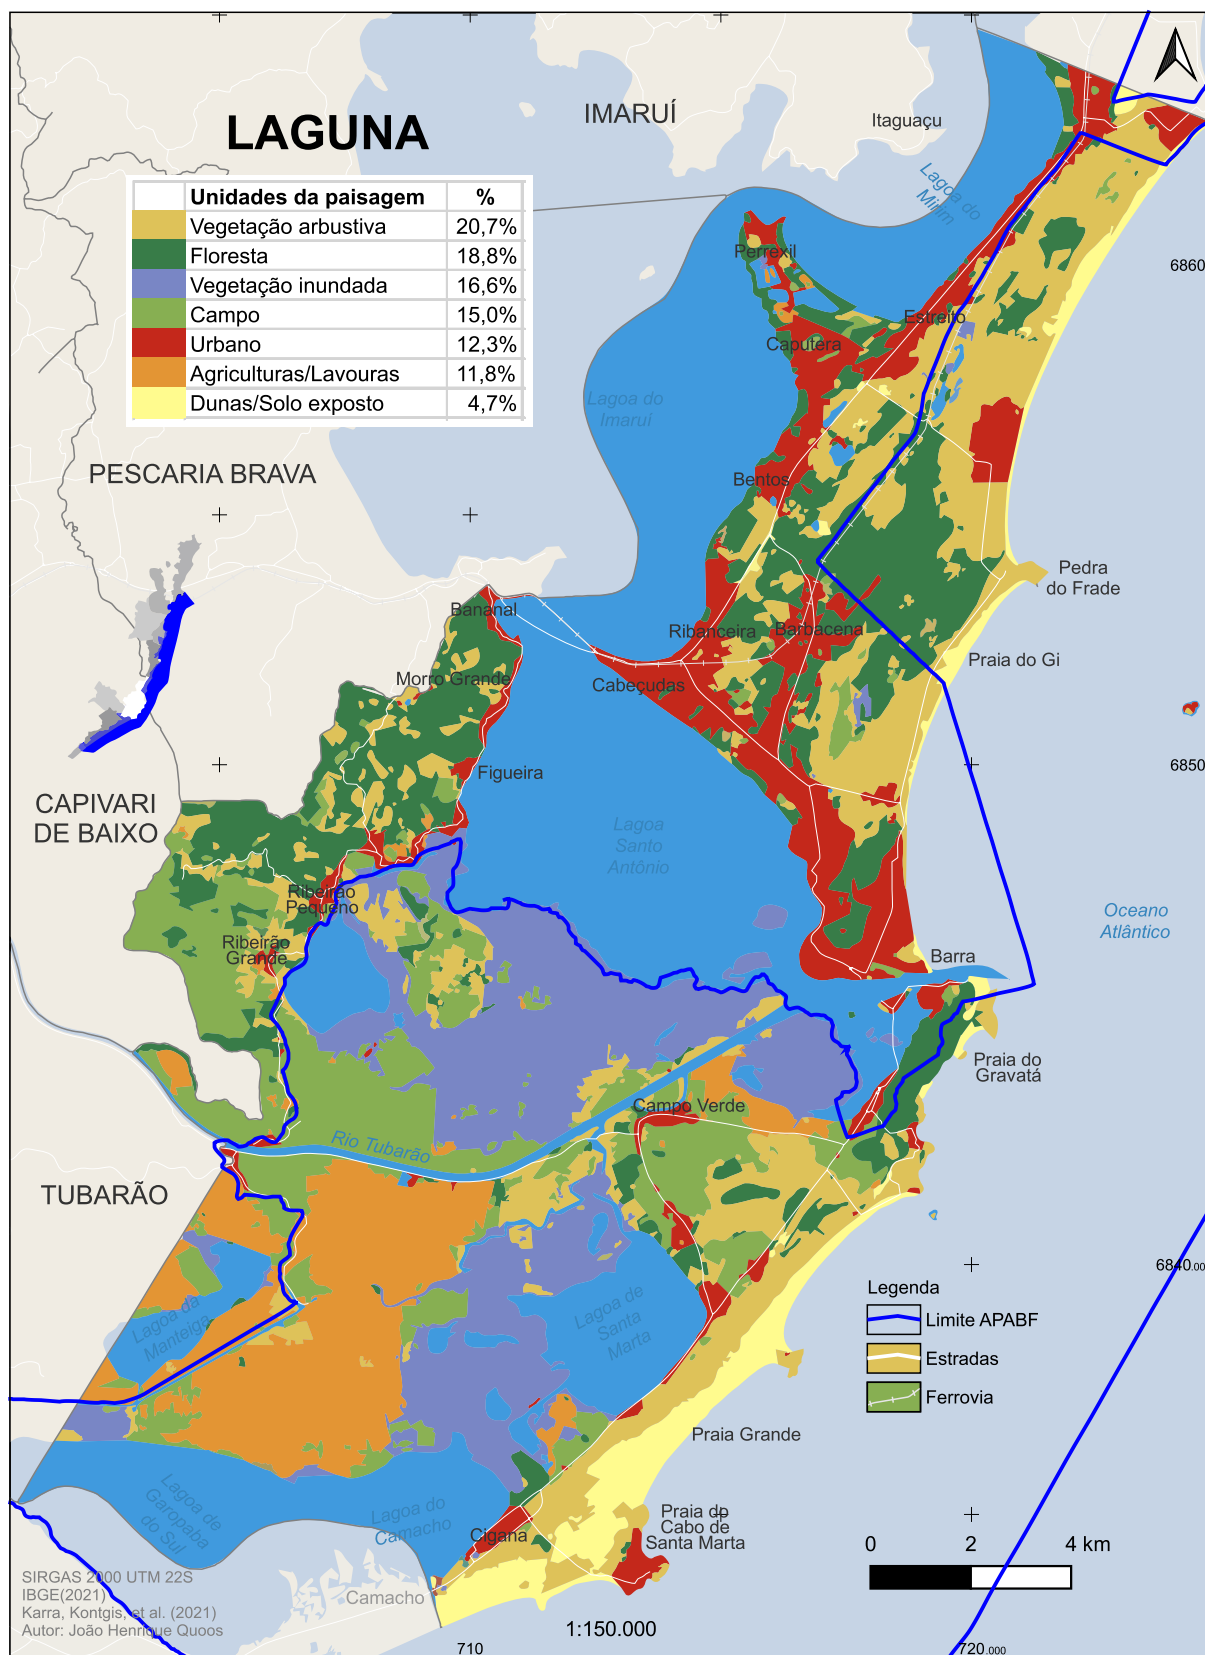 LAGUNA
IMARUÍ
Itaguaçu
Unidades da paisagem %
Vegetação arbustiva 20,7%
Floresta 18,8%
Vegetação inundada 16,6%
Campo 15,0%
Urbano 12,3%
Agriculturas/Lavouras 11,8%
Dunas/Solo exposto 4,7%
Lagoa do
Mirim
Perrexil
6860
Estreito
Caputera
Lagoa do
Imaruí
PESCARIA BRAVA
Bentos
Pedra
do Frade
Bananal
Ribanceira
Barbacena
Praia do Gi
Morro Grande
Cabeçudas
Figueira
6850
CAPIVARI
DE BAIXO
Lagoa
Santo
Antônio
Ribeirão
Pequeno
Oceano
Atlântico
Ribeirão
Grande
Barra
Praia do
Gravatá
Campo Verde
Rio Tubarão
TUBARÃO
6840.00
Legenda
Limite APABF
Estradas
Ferrovia
Lagoa da
Manteiga
Lagoa de
Santa
Marta
Praia Grande
Lagoa de
Garopaba
do Sul
Lagoa do
Camacho
Cigana
Praia do
Cabo de
Santa Marta
0 2 4 km
SIRGAS 2000 UTM 22S
IBGE(2021)
Karra, Kontgis, et al. (2021)
Autor: João Henrique Quoos
Camacho
1:150.000
710
720.000